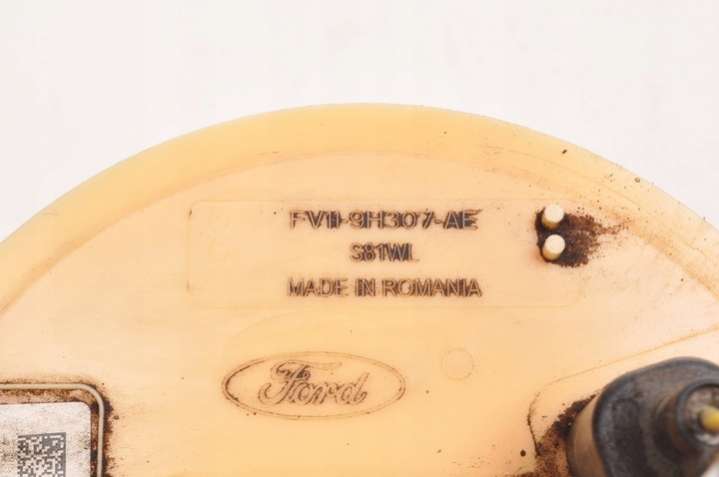 FV11-9H307-AE
S81WL
MADE IN ROMANIA
Ford